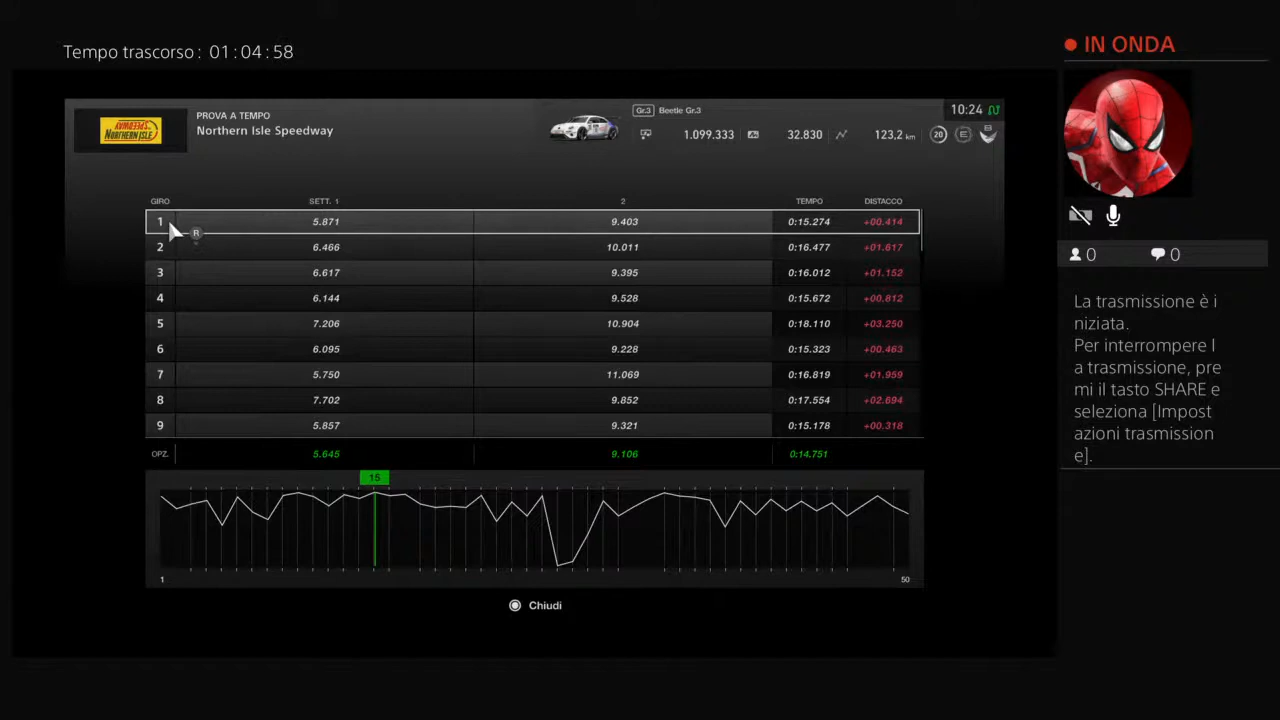 Tempo trascorso: 01:04:58
IN ONDA
NORTHERN ISLE
PROVA A TEMPO
Northern Isle Speedway
Gr.3 Beetle Gr.3
10:24
1.099.333 32.830 123,2 km 20 E B
GIRO SETT. 1 2 TEMPO DISTACCO
1 5.871 9.403 0:15.274 +00.414
R
2 6.466 10.011 0:16.477 +01.617
3 6.617 9.395 0:16.012 +01.152
4 6.144 9.528 0:15.672 +00.812
5 7.206 10.904 0:18.110 +03.250
6 6.095 9.228 0:15.323 +00.463
7 5.750 11.069 0:16.819 +01.959
8 7.702 9.852 0:17.554 +02.694
9 5.857 9.321 0:15.178 +00.318
OPZ. 5.645 9.106 0:14.751
15
1 50
Chiudi
0 0
La trasmissione è i
niziata.
Per interrompere l
a trasmissione, pre
mi il tasto SHARE e
seleziona [Impost
azioni trasmission
e].